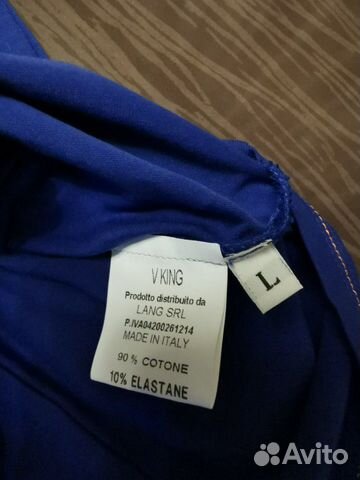 V KING
Prodotto distribuito da
LANG SRL
P.IVA04200261214
MADE IN ITALY
90 % COTONE
10% ELASTANE
L
Avito